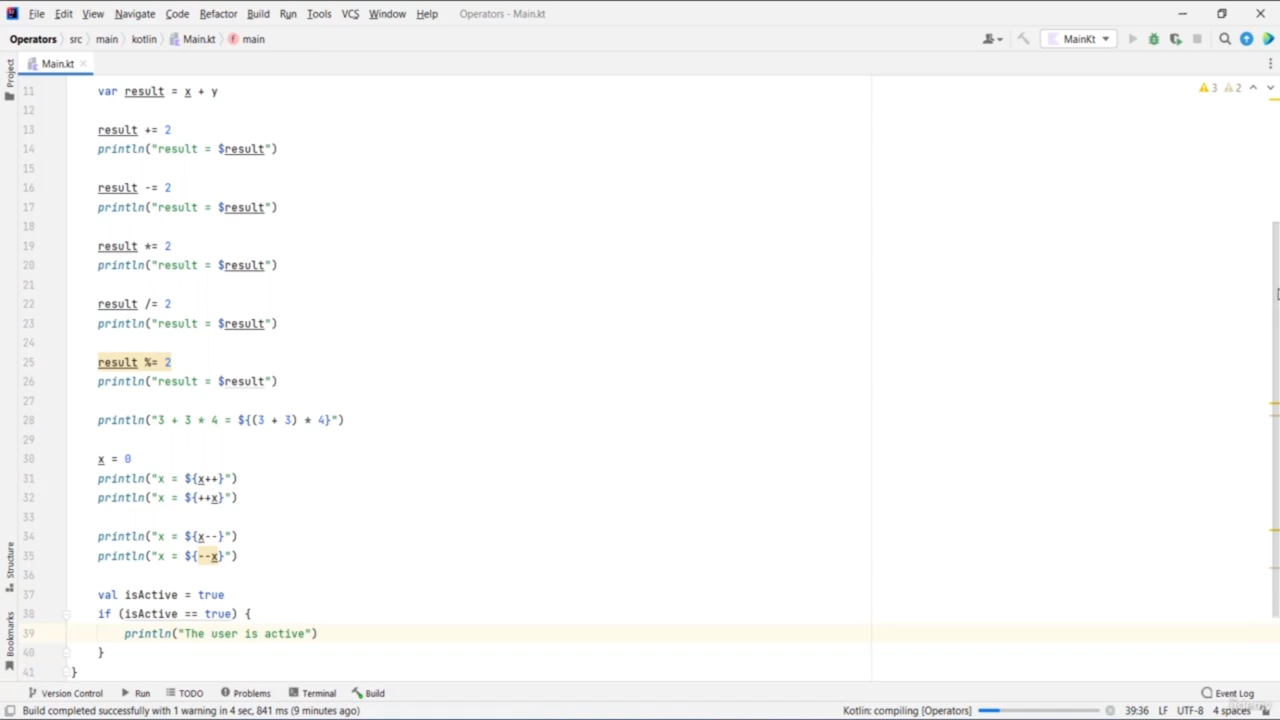 File Edit View Navigate Code Refactor Build Run Tools VCS Window Help Operators - Main.kt
Operators src main kotlin Main.kt main MainKt
Main.kt
Project
3 2
11 var result = x + y
12
13 result += 2
14 println("result = $result")
15
16 result -= 2
17 println("result = $result")
18
19 result *= 2
20 println("result = $result")
21
22 result /= 2
23 println("result = $result")
24
25 result %= 2
26 println("result = $result")
27
28 println("3 + 3 * 4 = ${(3 + 3) * 4}")
29
30 x = 0
31 println("x = ${x++}")
32 println("x = ${++x}")
33
34 println("x = ${x--}")
35 println("x = ${--x}")
36
37 val isActive = true
38 if (isActive == true) {
39 println("The user is active")
40 }
41 }
Structure
Bookmarks
Version Control Run TODO Problems Terminal Build Event Log
Build completed successfully with 1 warning in 4 sec, 841 ms (9 minutes ago) Kotlin: compiling [Operators] 39:36 LF UTF-8 4 spaces